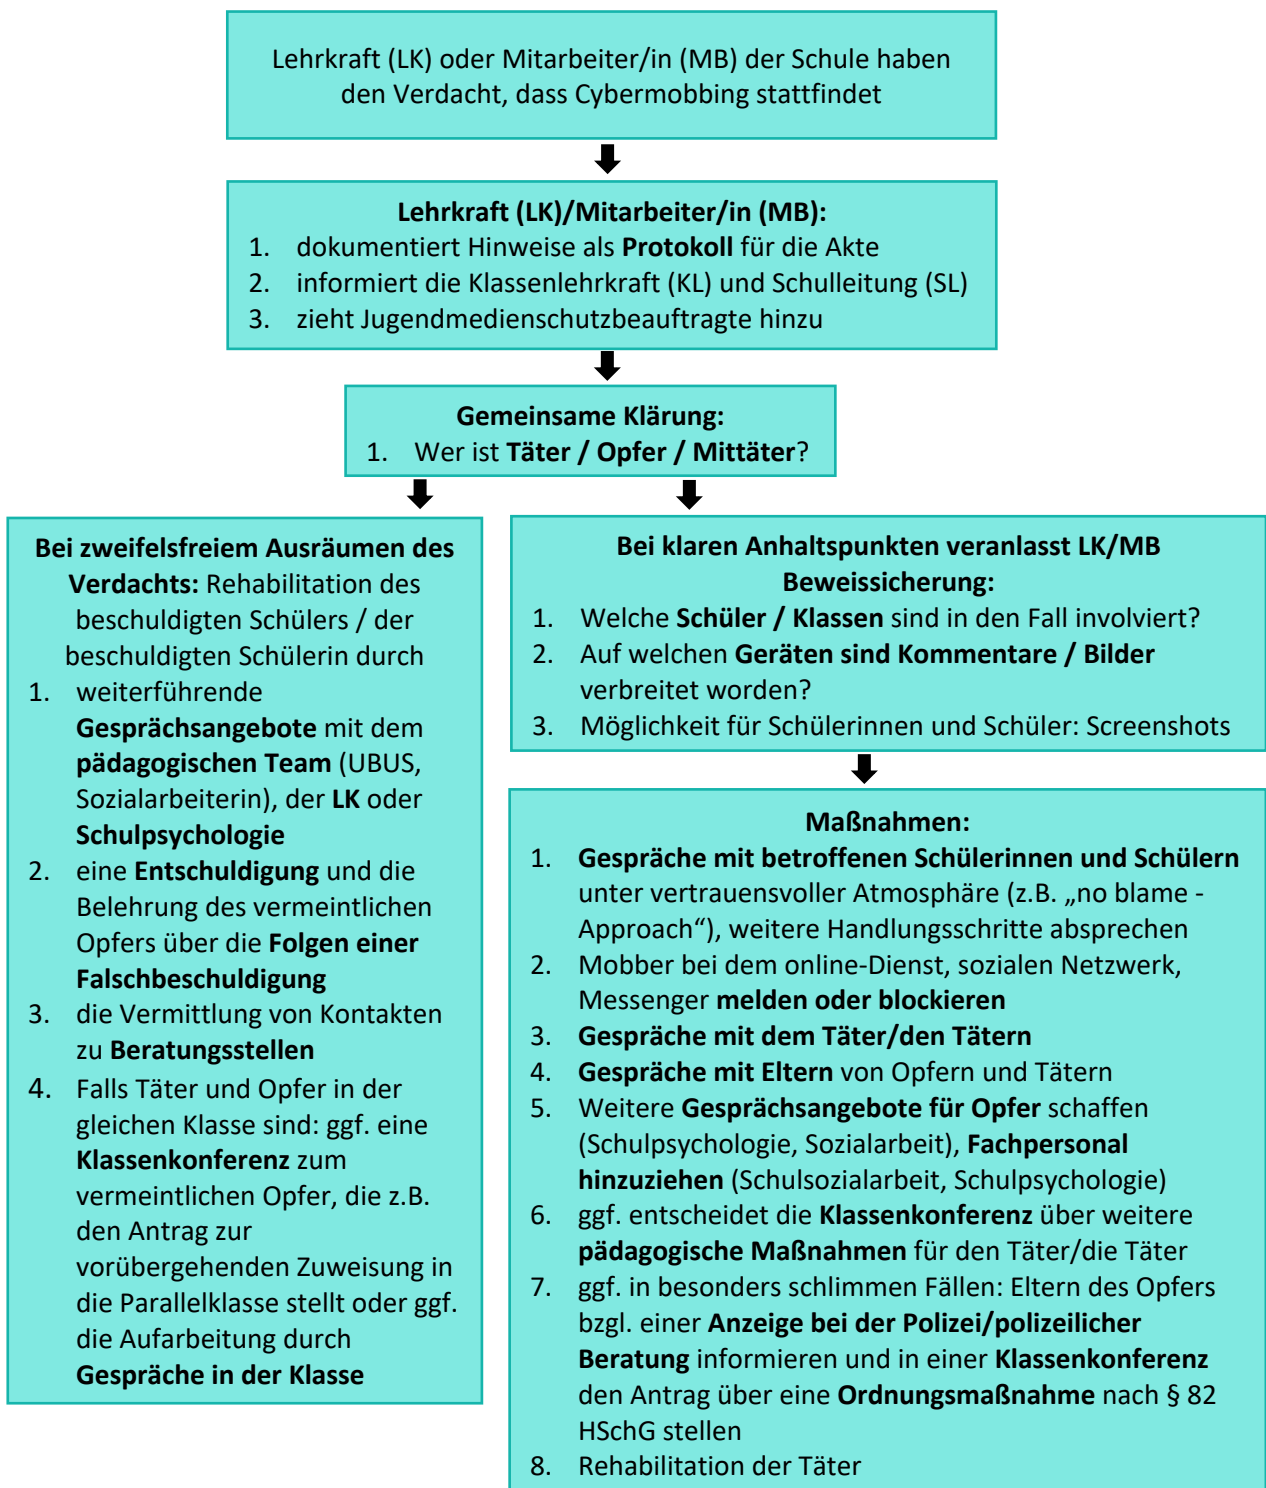 Lehrkraft (LK) oder Mitarbeiter/in (MB) der Schule haben
den Verdacht, dass Cybermobbing stattfindet
Lehrkraft (LK)/Mitarbeiter/in (MB):
1. dokumentiert Hinweise als Protokoll für die Akte
2. informiert die Klassenlehrkraft (KL) und Schulleitung (SL)
3. zieht Jugendmedienschutzbeauftragte hinzu
Gemeinsame Klärung:
1. Wer ist Täter / Opfer / Mittäter?
Bei zweifelsfreiem Ausräumen des
Verdachts: Rehabilitation des
beschuldigten Schülers / der
beschuldigten Schülerin durch
1. weiterführende
Gesprächsangebote mit dem
pädagogischen Team (UBUS,
Sozialarbeiterin), der LK oder
Schulpsychologie
2. eine Entschuldigung und die
Belehrung des vermeintlichen
Opfers über die Folgen einer
Falschbeschuldigung
3. die Vermittlung von Kontakten
zu Beratungsstellen
4. Falls Täter und Opfer in der
gleichen Klasse sind: ggf. eine
Klassenkonferenz zum
vermeintlichen Opfer, die z.B.
den Antrag zur
vorübergehenden Zuweisung in
die Parallelklasse stellt oder ggf.
die Aufarbeitung durch
Gespräche in der Klasse
Bei klaren Anhaltspunkten veranlasst LK/MB
Beweissicherung:
1. Welche Schüler / Klassen sind in den Fall involviert?
2. Auf welchen Geräten sind Kommentare / Bilder
verbreitet worden?
3. Möglichkeit für Schülerinnen und Schüler: Screenshots
Maßnahmen:
1. Gespräche mit betroffenen Schülerinnen und Schülern
unter vertrauensvoller Atmosphäre (z.B. „no blame -
Approach“), weitere Handlungsschritte absprechen
2. Mobber bei dem online-Dienst, sozialen Netzwerk,
Messenger melden oder blockieren
3. Gespräche mit dem Täter/den Tätern
4. Gespräche mit Eltern von Opfern und Tätern
5. Weitere Gesprächsangebote für Opfer schaffen
(Schulpsychologie, Sozialarbeit), Fachpersonal
hinzuziehen (Schulsozialarbeit, Schulpsychologie)
6. ggf. entscheidet die Klassenkonferenz über weitere
pädagogische Maßnahmen für den Täter/die Täter
7. ggf. in besonders schlimmen Fällen: Eltern des Opfers
bzgl. einer Anzeige bei der Polizei/polizeilicher
Beratung informieren und in einer Klassenkonferenz
den Antrag über eine Ordnungsmaßnahme nach § 82
HSchG stellen
8. Rehabilitation der Täter